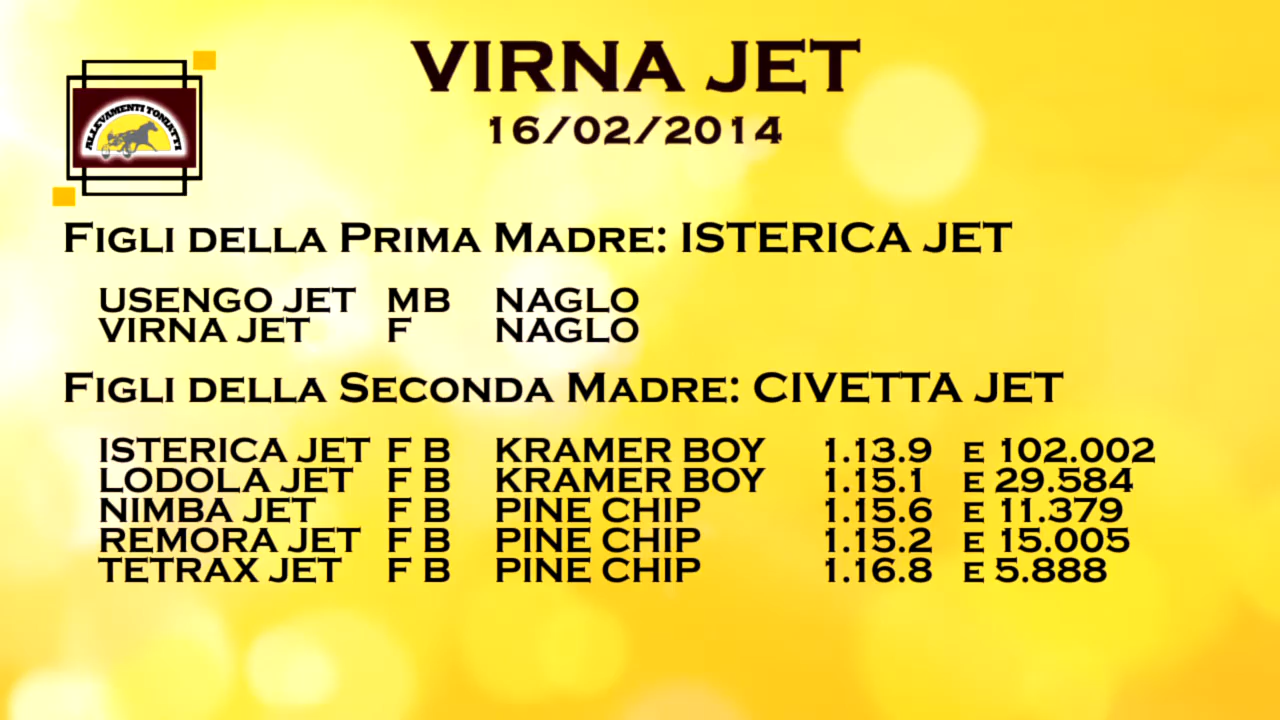 VIRNA JET
16/02/2014
ALLEVAMENTI TONIATTI
FIGLI DELLA PRIMA MADRE: ISTERICA JET
USENGO JET MB NAGLO
VIRNA JET F NAGLO
FIGLI DELLA SECONDA MADRE: CIVETTA JET
ISTERICA JET F B KRAMER BOY 1.13.9 E 102.002
LODOLA JET F B KRAMER BOY 1.15.1 E 29.584
NIMBA JET F B PINE CHIP 1.15.6 E 11.379
REMORA JET F B PINE CHIP 1.15.2 E 15.005
TETRAX JET F B PINE CHIP 1.16.8 E 5.888